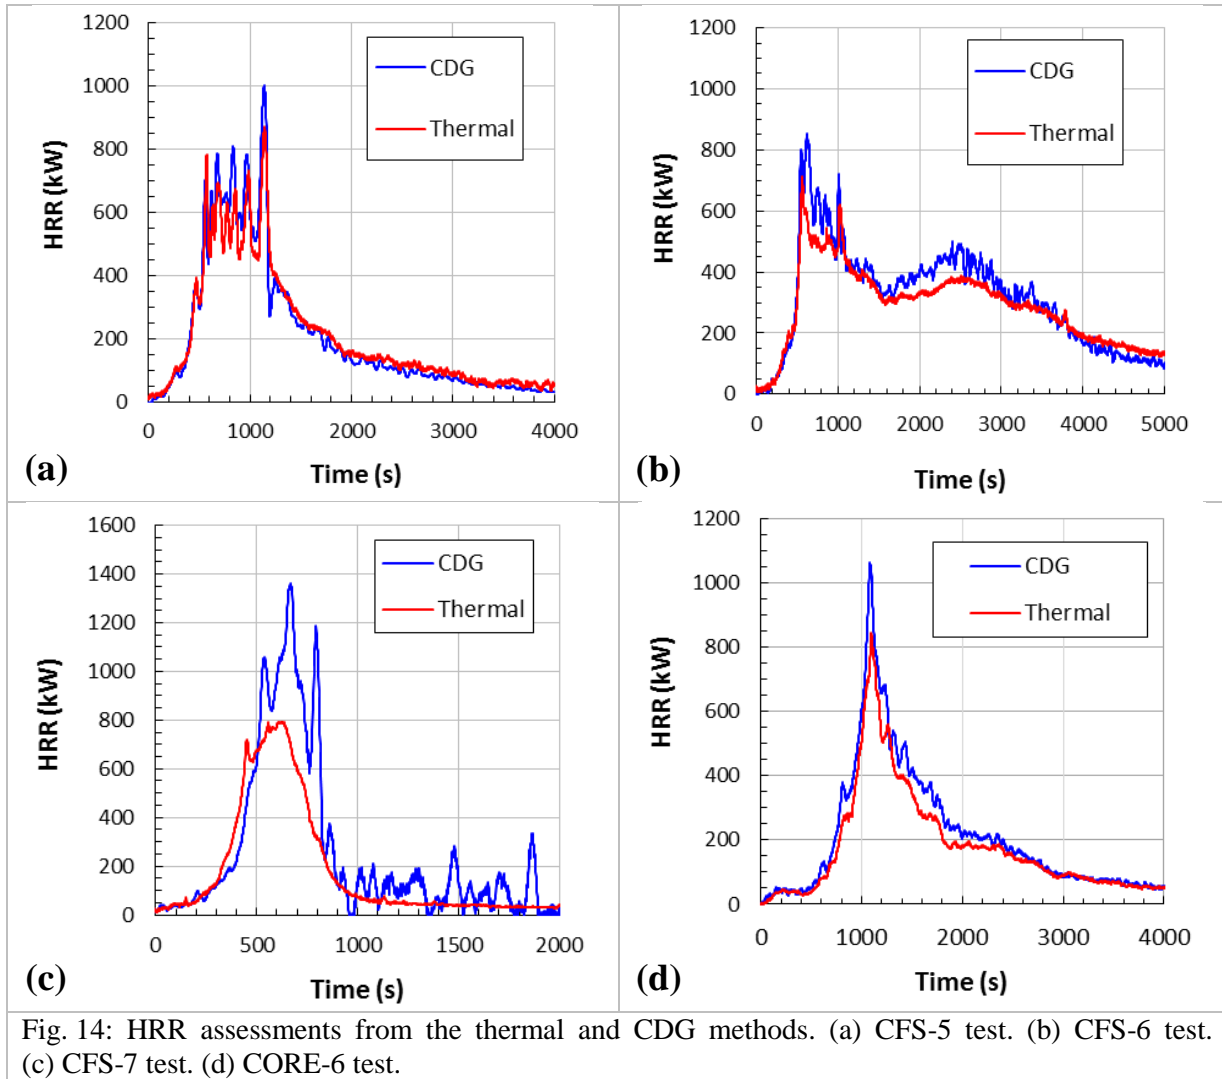 1200
1000
800
600
400
200
0
HRR (kW)
CDG
Thermal
0 1000 2000 3000 4000
Time (s)
(a)
1200
1000
800
600
400
200
0
HRR (kW)
CDG
Thermal
0 1000 2000 3000 4000 5000
Time (s)
(b)
1600
1400
1200
1000
800
600
400
200
0
HRR (kW)
CDG
Thermal
0 500 1000 1500 2000
Time (s)
(c)
1200
1000
800
600
400
200
0
HRR (kW)
CDG
Thermal
0 1000 2000 3000 4000
Time (s)
(d)
Fig. 14: HRR assessments from the thermal and CDG methods. (a) CFS-5 test. (b) CFS-6 test.
(c) CFS-7 test. (d) CORE-6 test.